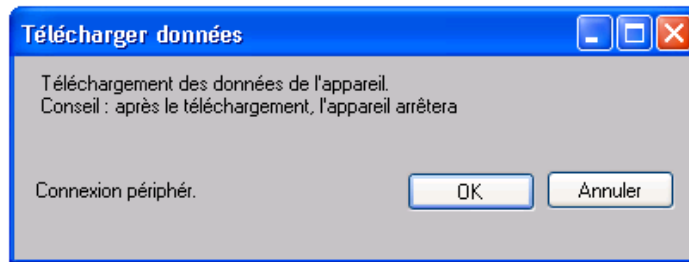 Télécharger données
Téléchargement des données de l'appareil.
Conseil : après le téléchargement, l'appareil arrêtera
Connexion périphér.
OK
Annuler